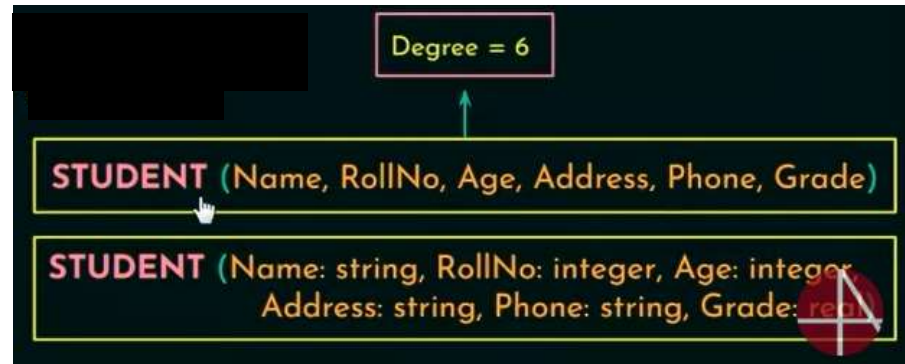 Degree = 6
STUDENT (Name, RollNo, Age, Address, Phone, Grade)
STUDENT (Name: string, RollNo: integer, Age: integer,
Address: string, Phone: string, Grade: real)